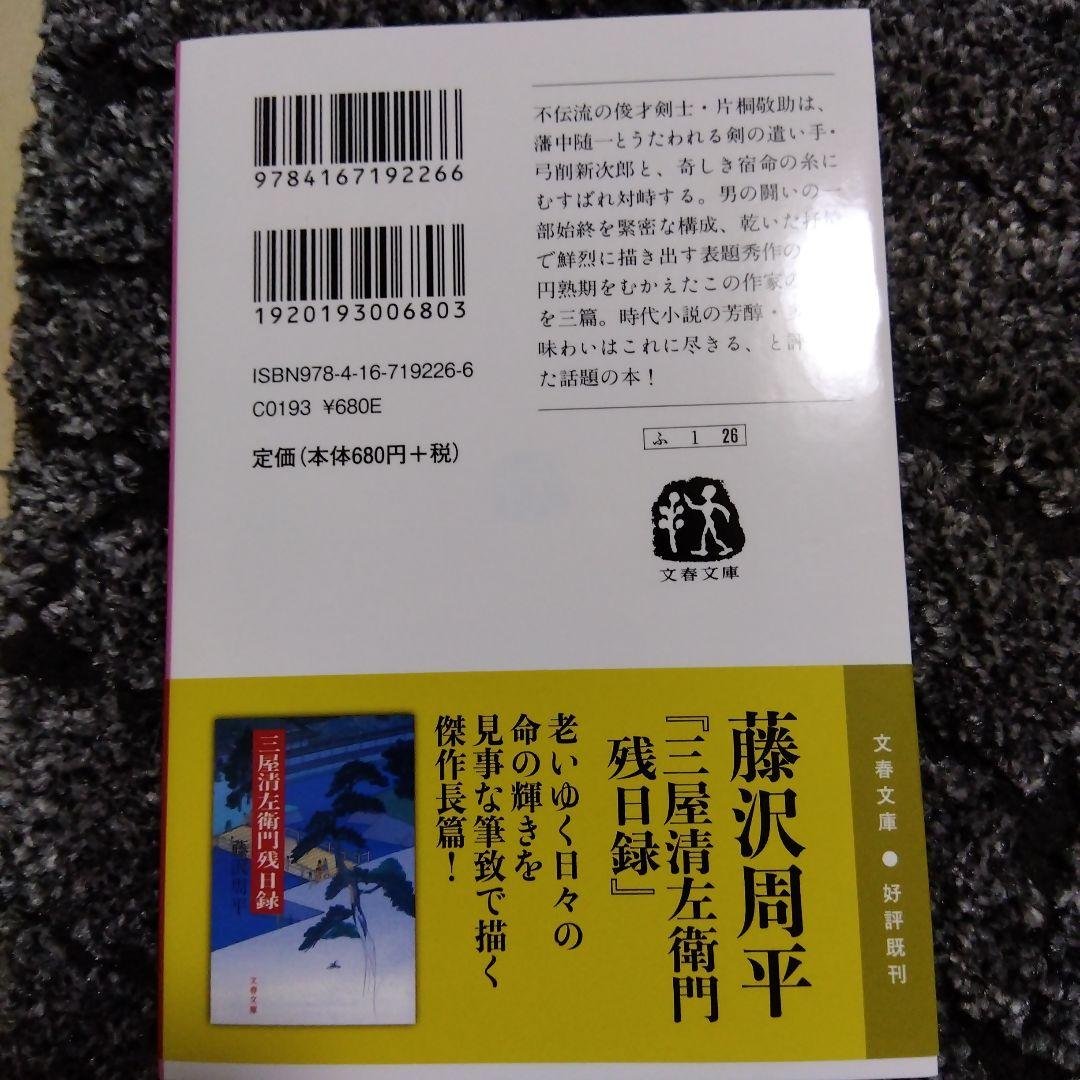 9784167192266
1920193006803
ISBN978-4-16-719226-6
C0193 ¥680E
定価(本体680円+税)
不伝流の俊才剣士・片桐敬助は、
藩中随一とうたわれる剣の遣い手・
弓削新次郎と、奇しき宿命の糸に
むすばれ対峙する。男の闘いの一
部始終を緊密な構成、乾いた
で鮮烈に描き出す表題秀作の
円熟期をむかえたこの作家の
を三篇。時代小説の芳醇・
味わいはこれに尽きる、と評
た話題の本！
ふ 1 26
文春文庫
文春文庫 ● 好評既刊
藤沢周平
『三屋清左衛門
残日録』
老いゆく日々の
命の輝きを
見事な筆致で描く
傑作長篇！
三屋清左衛門残日録
藤沢周平
文春文庫